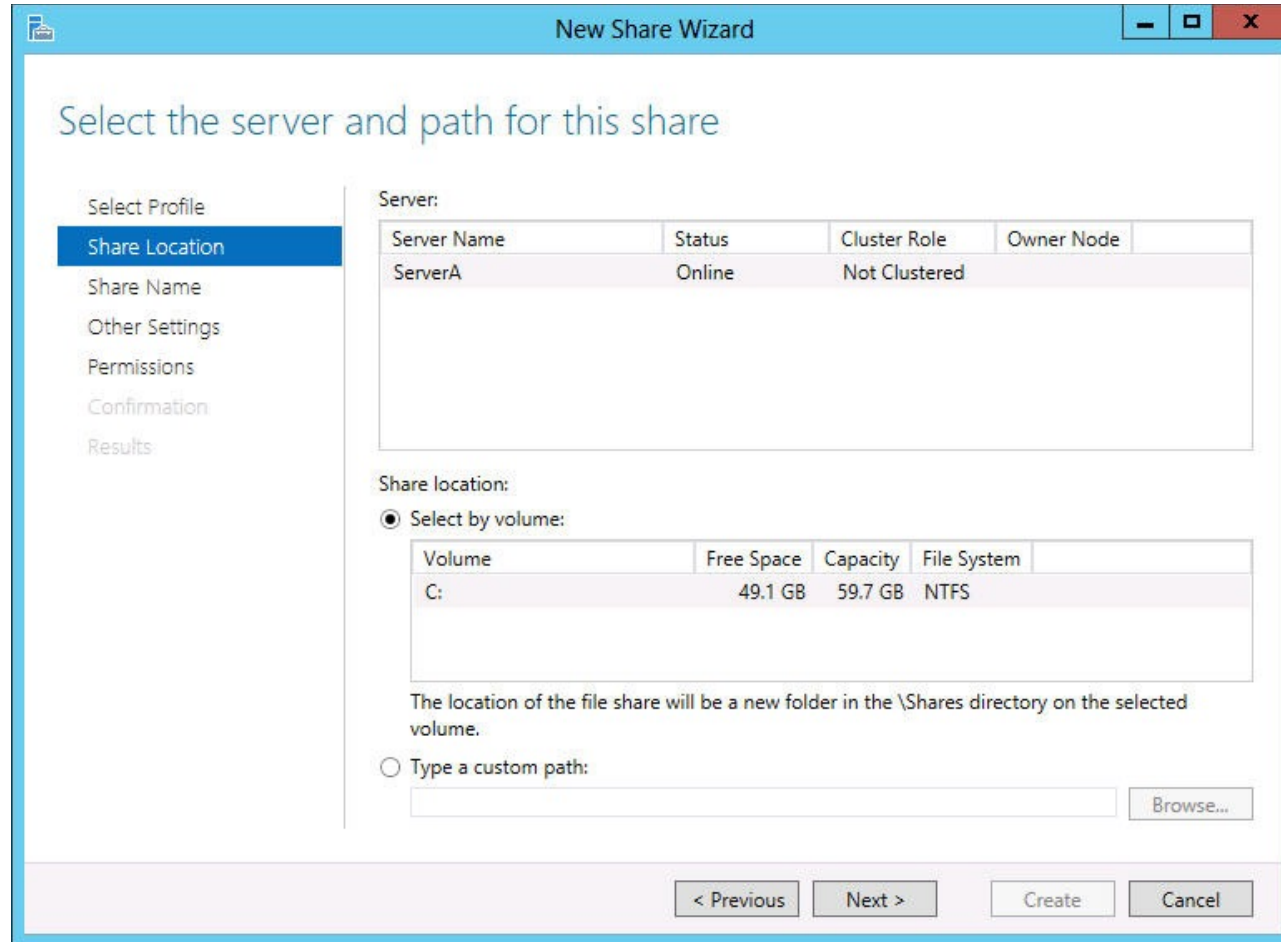 New Share Wizard
Select the server and path for this share
Select Profile
Share Location
Share Name
Other Settings
Permissions
Confirmation
Results
Server:
Server Name Status Cluster Role Owner Node
ServerA Online Not Clustered
Share location:
Select by volume:
Volume Free Space Capacity File System
C: 49.1 GB 59.7 GB NTFS
The location of the file share will be a new folder in the \Shares directory on the selected
volume.
Type a custom path:
Browse...
< Previous Next > Create Cancel